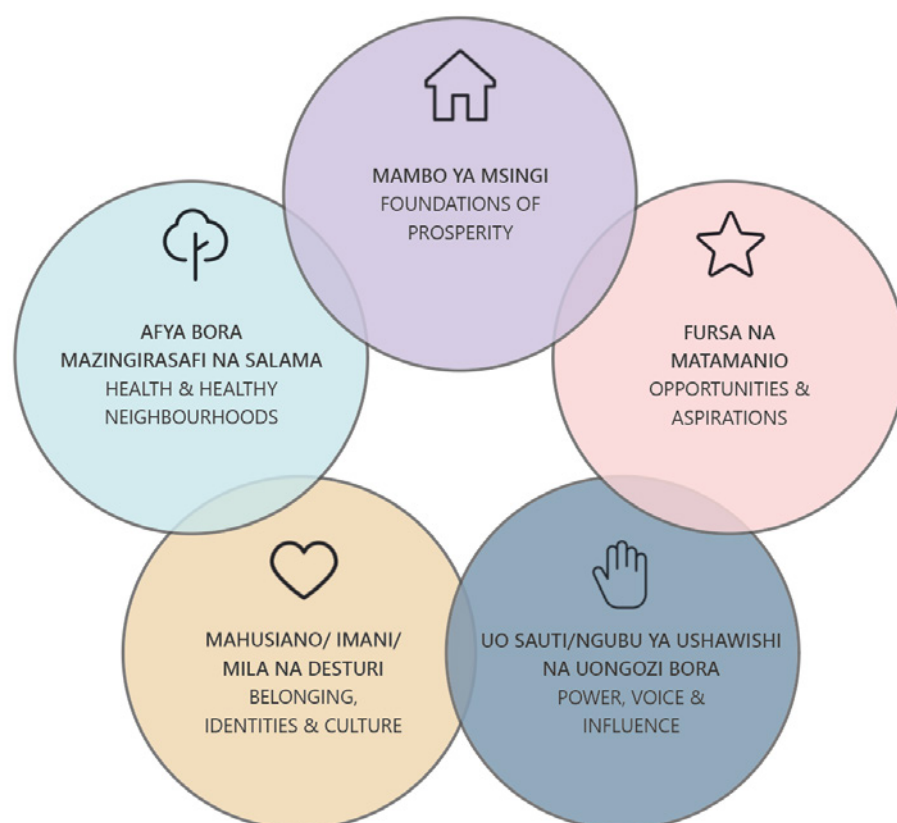 MAMBO YA MSINGI
FOUNDATIONS OF
PROSPERITY
AFYA BORA
MAZINGIRASAFI NA SALAMA
HEALTH & HEALTHY
NEIGHBOURHOODS
FURSA NA
MATAMANIO
OPPORTUNITIES &
ASPIRATIONS
MAHUSIANO/ IMANI/
MILA NA DESTURI
BELONGING,
IDENTITIES & CULTURE
UO SAUTI/NGUBU YA USHAWISHI
NA UONGOZI BORA
POWER, VOICE &
INFLUENCE